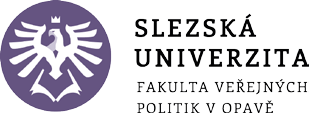 SLEZSKÁ
UNIVERZITA
FAKULTA VEŘEJNÝCH
POLITIK V OPAVĚ